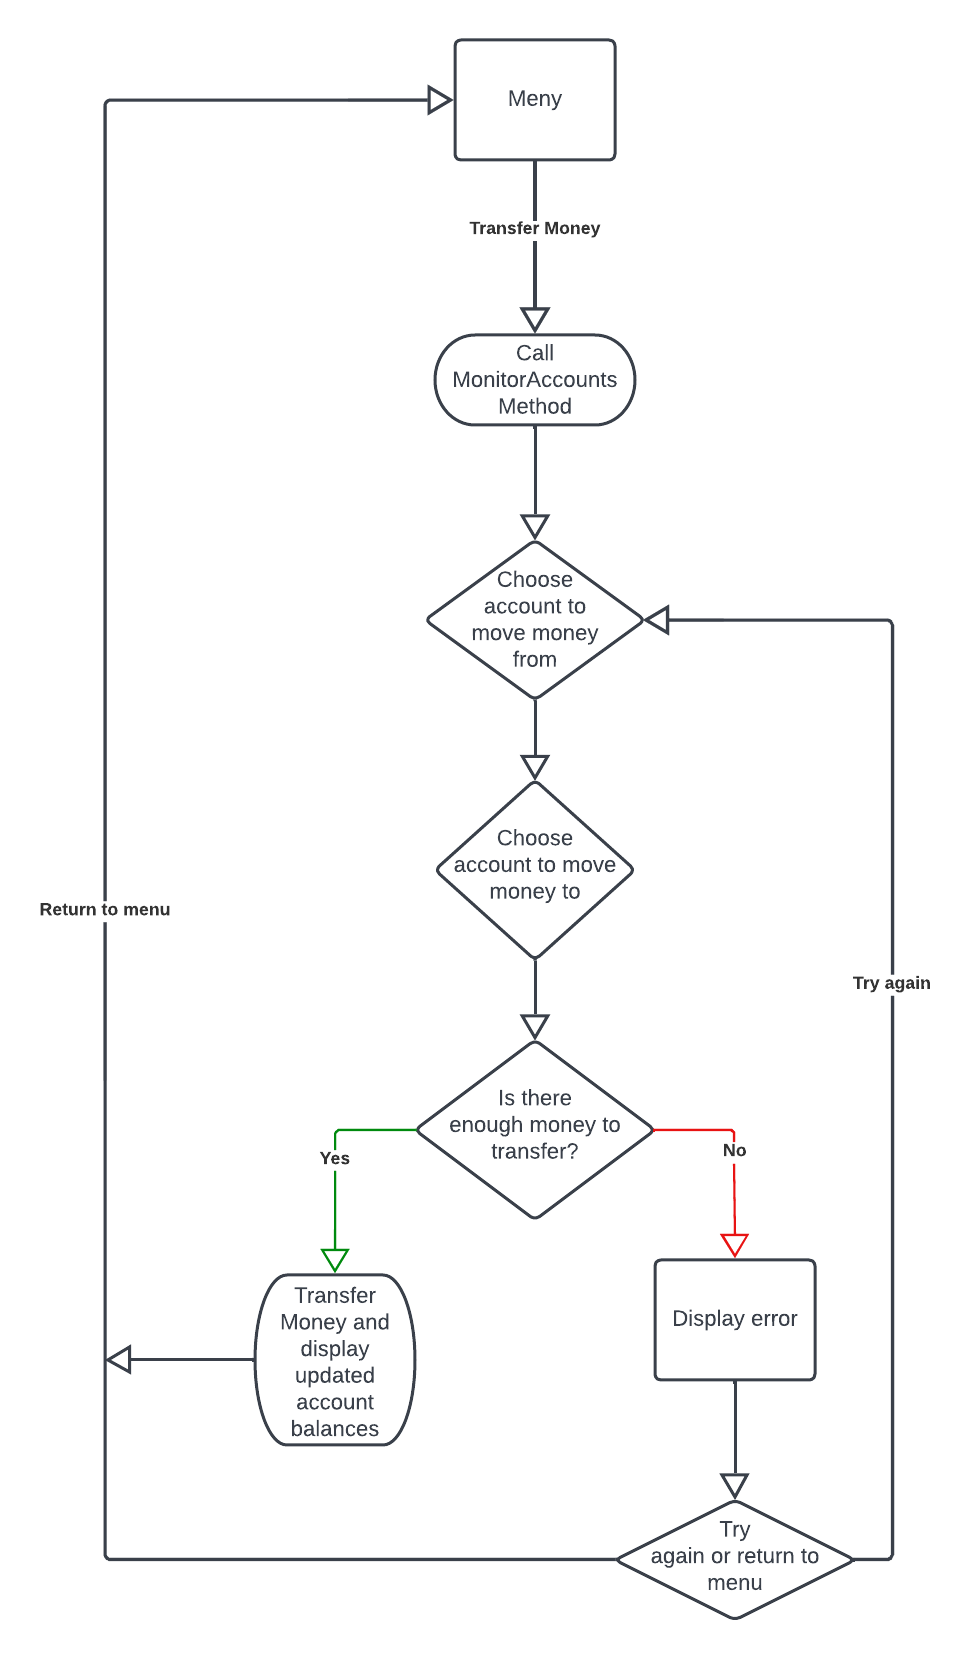 Meny
Transfer Money
Call
MonitorAccounts
Method
Choose
account to
move money
from
Choose
account to move
money to
Return to menu
Try again
Is there
enough money to
transfer?
Yes
No
Transfer
Money and
display
updated
account
balances
Display error
Try
again or return to
menu